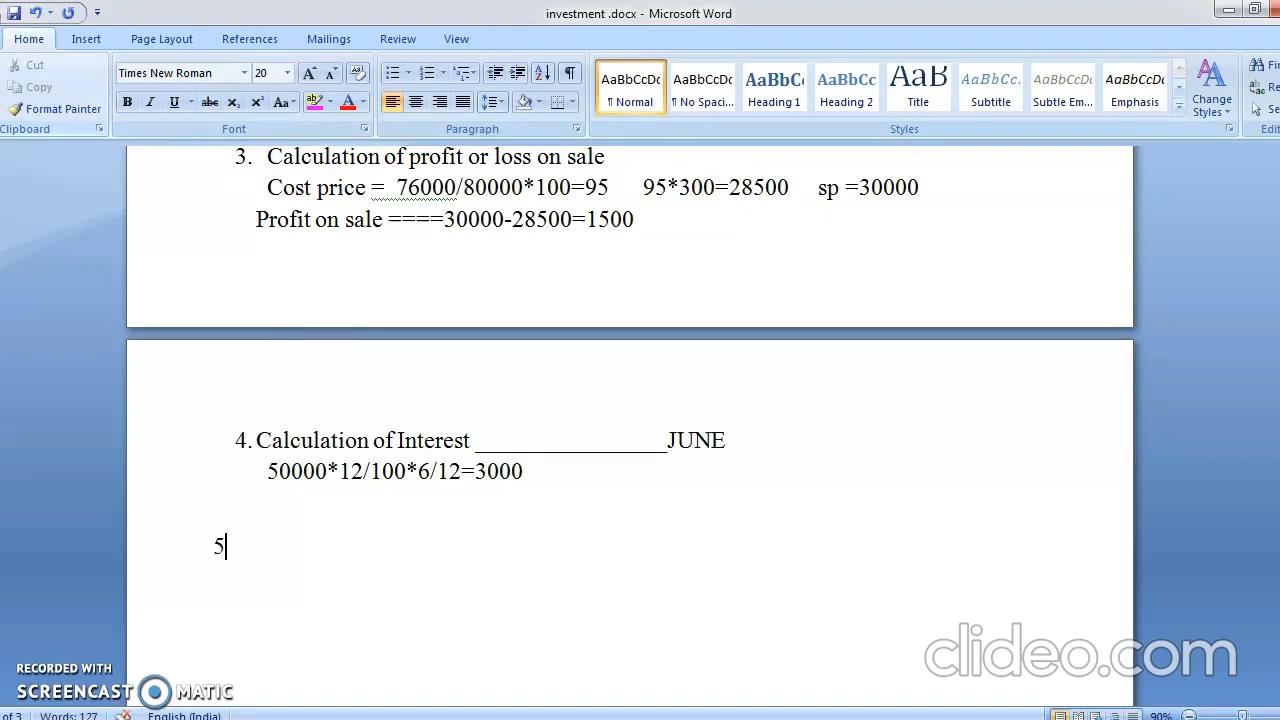 investment .docx - Microsoft Word
Home Insert Page Layout References Mailings Review View
Cut
Copy
Format Painter
Clipboard
Times New Roman 20
B I U abc x₂ x² Aa
Font
Paragraph
AaBbCcDc AaBbCcDc AaBbCc AaBbCc AaB AaBbCc. AaBbCcDc AaBbCcDc
¶ Normal ¶ No Spaci... Heading 1 Heading 2 Title Subtitle Subtle Em... Emphasis
Change
Styles
Styles
3. Calculation of profit or loss on sale
Cost price = 76000/80000*100=95 95*300=28500 sp =30000
Profit on sale ====30000-28500=1500
4. Calculation of Interest ________________JUNE
50000*12/100*6/12=3000
5
clideo.com
RECORDED WITH
SCREENCAST MATIC
of 3 Words: 127 English (India) 90%